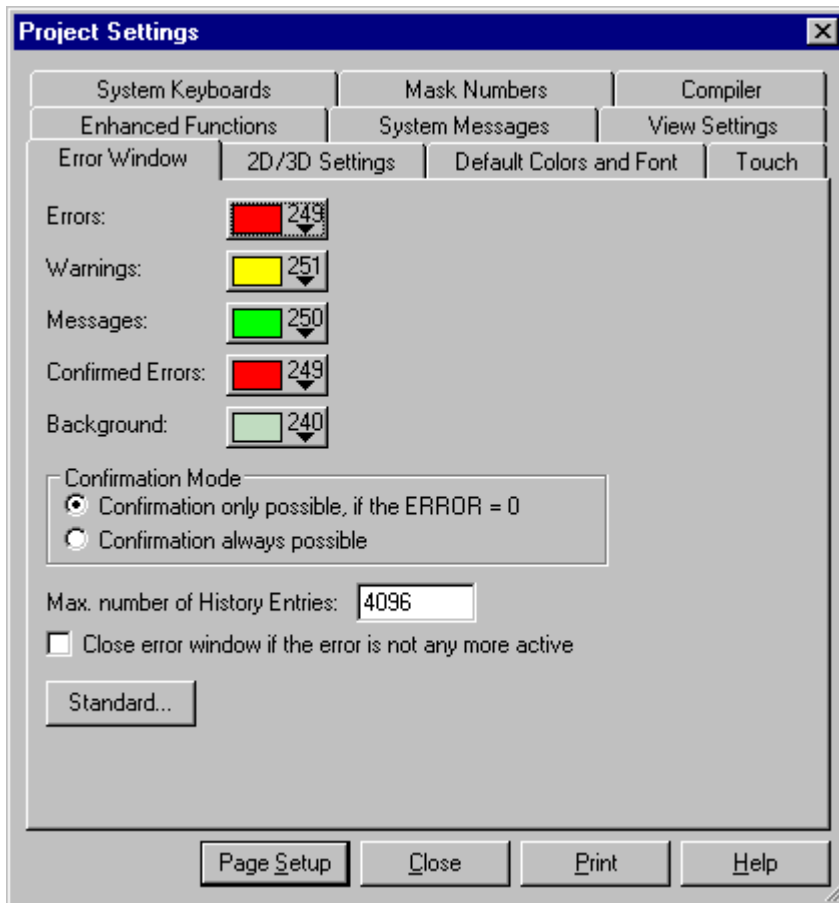 Project Settings
System Keyboards Mask Numbers Compiler
Enhanced Functions System Messages View Settings
Error Window 2D/3D Settings Default Colors and Font Touch
Errors: 249
Warnings: 251
Messages: 250
Confirmed Errors: 249
Background: 240
Confirmation Mode
Confirmation only possible, if the ERROR = 0
Confirmation always possible
Max. number of History Entries: 4096
Close error window if the error is not any more active
Standard...
Page Setup Close Print Help